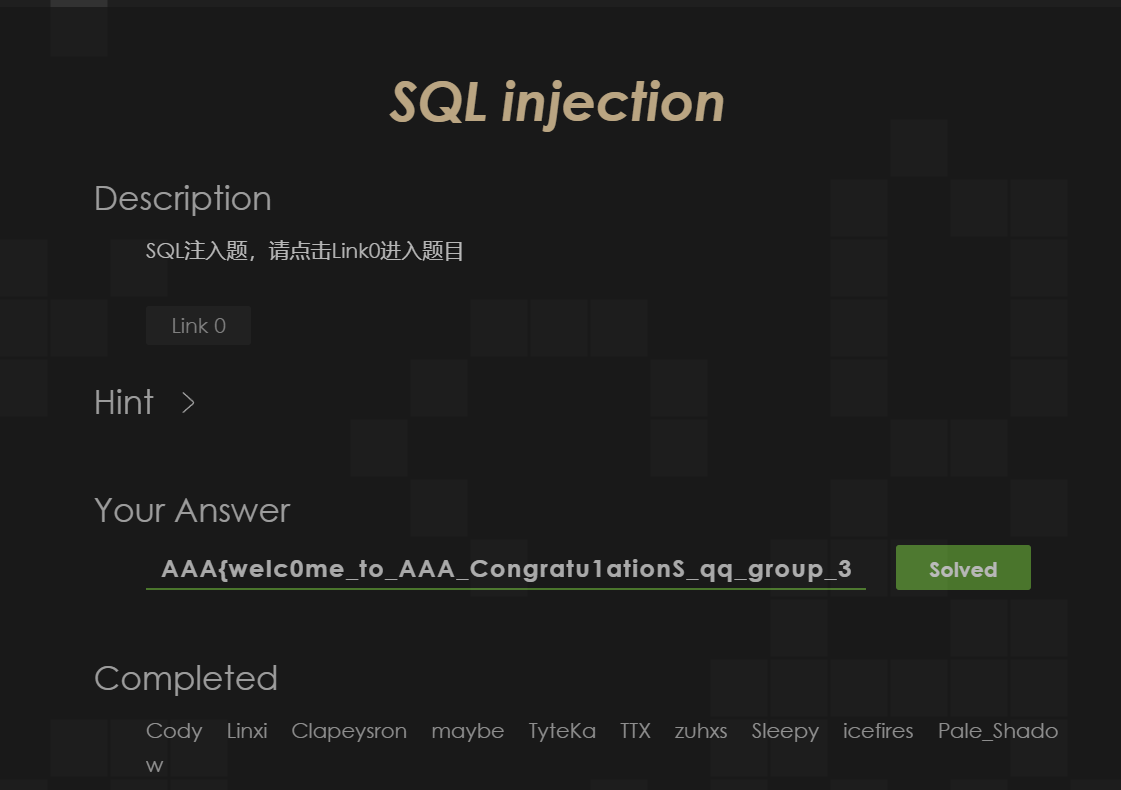 SQL injection
Description
SQL注入题，请点击Link0进入题目
Link 0
Hint >
Your Answer
AAA{welc0me_to_AAA_Congratu1ationS_qq_group_3
Solved
Completed
Cody Linxi Clapeysron maybe TyteKa TTX zuhxs Sleepy icefires Pale_Shado
w